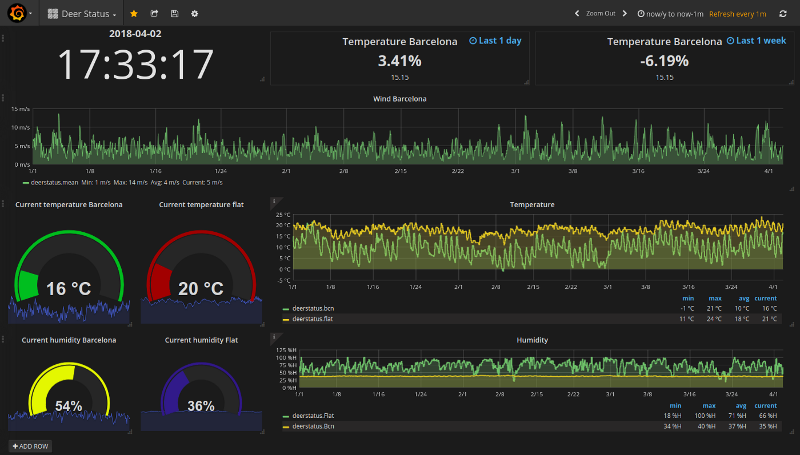 Deer Status
Zoom Out
now/y to now-1m
Refresh every 1m
2018-04-02
17:33:17
Temperature Barcelona
Last 1 day
3.41%
15.15
Temperature Barcelona
Last 1 week
-6.19%
15.15
Wind Barcelona
15 m/s
10 m/s
5 m/s
0 m/s
1/1 1/8 1/16 1/24 2/1 2/8 2/15 2/22 3/1 3/8 3/16 3/24 4/1
deerstatus.mean Min: 1 m/s Max: 14 m/s Avg: 4 m/s Current: 5 m/s
Current temperature Barcelona
16 °C
Current temperature flat
20 °C
Temperature
25 °C
20 °C
15 °C
10 °C
5 °C
0 °C
-5 °C
1/1 1/8 1/16 1/24 2/1 2/8 2/15 2/22 3/1 3/8 3/16 3/24 4/1
min max avg current
deerstatus.bcn -1 °C 21 °C 10 °C 16 °C
deerstatus.flat 11 °C 24 °C 18 °C 21 °C
Current humidity Barcelona
54%
Current humidity Flat
36%
Humidity
125 %H
100 %H
75 %H
50 %H
25 %H
0 %H
1/1 1/8 1/16 1/24 2/1 2/8 2/15 2/22 3/1 3/8 3/16 3/24 4/1
min max avg current
deerstatus.Flat 18 %H 100 %H 71 %H 66 %H
deerstatus.Bcn 34 %H 40 %H 37 %H 35 %H
+ ADD ROW